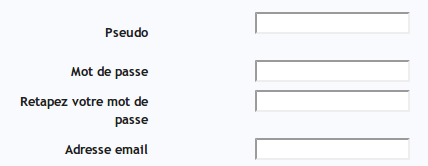 Pseudo
Mot de passe
Retapez votre mot de
passe
Adresse email